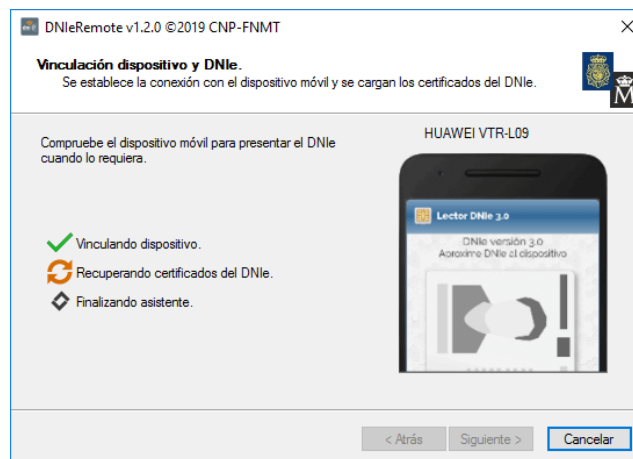 DNIeRemote v1.2.0 ©2019 CNP-FNMT
Vinculación dispositivo y DNIe.
Se establece la conexión con el dispositivo móvil y se cargan los certificados del DNIe.
Compruebe el dispositivo móvil para presentar el DNIe
cuando lo requiera.
Vinculando dispositivo.
Recuperando certificados del DNIe.
Finalizando asistente.
HUAWEI VTR-L09
Lector DNIe 3.0
DNIe versión 3.0
Aproxime DNIe al dispositivo
< Atrás
Siguiente >
Cancelar